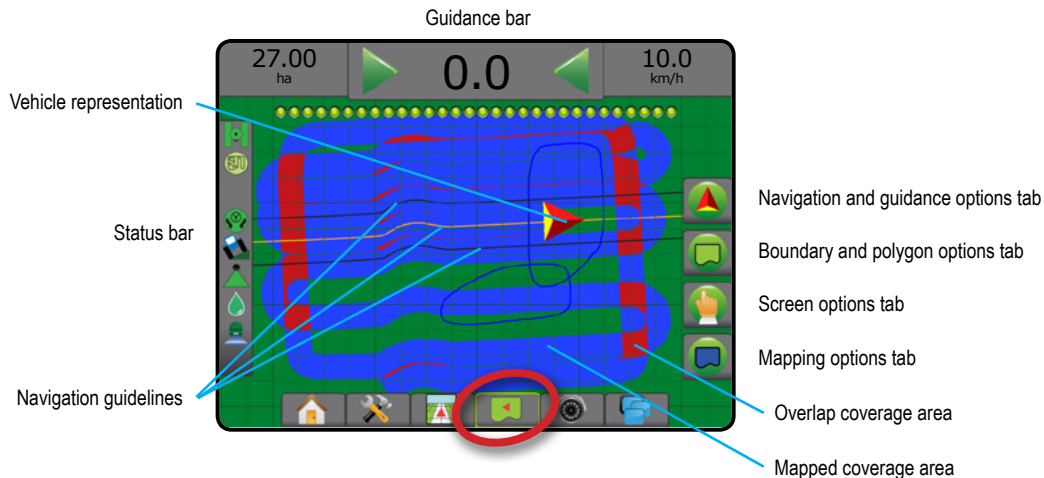 Guidance bar
27.00
ha
0.0
10.0
km/h
Vehicle representation
Status bar
Navigation guidelines
Navigation and guidance options tab
Boundary and polygon options tab
Screen options tab
Mapping options tab
Overlap coverage area
Mapped coverage area